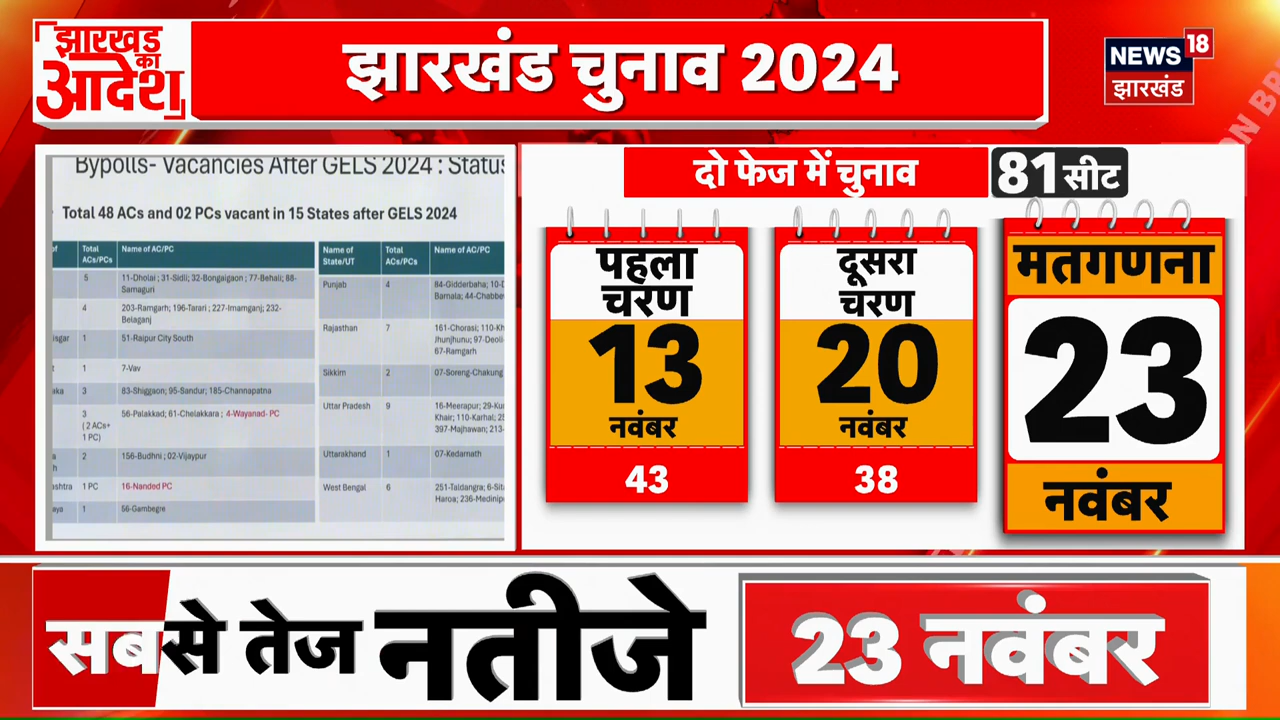 झारखंड
का
आदेश
झारखंड चुनाव 2024
NEWS 18
झारखंड
Bypolls- Vacancies After GELS 2024 : Status
Total 48 ACs and 02 PCs vacant in 15 States after GELS 2024
Total ACs/PCs
Name of AC/PC
5
11-Dholai ; 31-Sidli; 32-Bongaigaon ; 77-Behali; 88-
Samaguri
4
203-Ramgarh; 196-Tarari ; 227-Imamganj; 232-
Belaganj
1
51-Raipur City South
1
7-Vav
3
83-Shiggaon; 95-Sandur; 185-Channapatna
3
( 2 ACs+
1 PC)
56-Palakkad; 61-Chelakkara ; 4-Wayanad- PC
2
156-Budhni ; 02-Vijaypur
1 PC
16-Nanded PC
1
56-Gambegre
Name of State/UT
Total ACs/PCs
Name of AC/PC
Punjab
4
84-Gidderbaha; 10-D
Barnala; 44-Chabbe
Rajasthan
7
161-Chorasi; 110-Kh
Jhunjhunu; 97-Deoli
67-Ramgarh
Sikkim
2
07-Soreng-Chakung
Uttar Pradesh
9
16-Meerapur; 29-Kun
Khair; 110-Karhal; 25
397-Majhawan; 213-
Uttarakhand
1
07-Kedarnath
West Bengal
6
251-Taldangra; 6-Sita
Haroa; 236-Medinip
दो फेज में चुनाव
81 सीट
पहला
चरण
13
नवंबर
43
दूसरा
चरण
20
नवंबर
38
मतगणना
23
नवंबर
सबसे तेज नतीजे
23 नवंबर